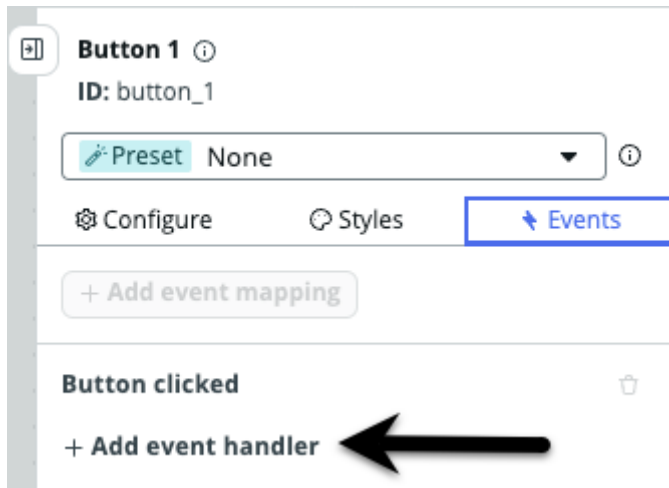 Button 1
ID: button_1
Preset None
Configure Styles Events
+ Add event mapping
Button clicked
+ Add event handler